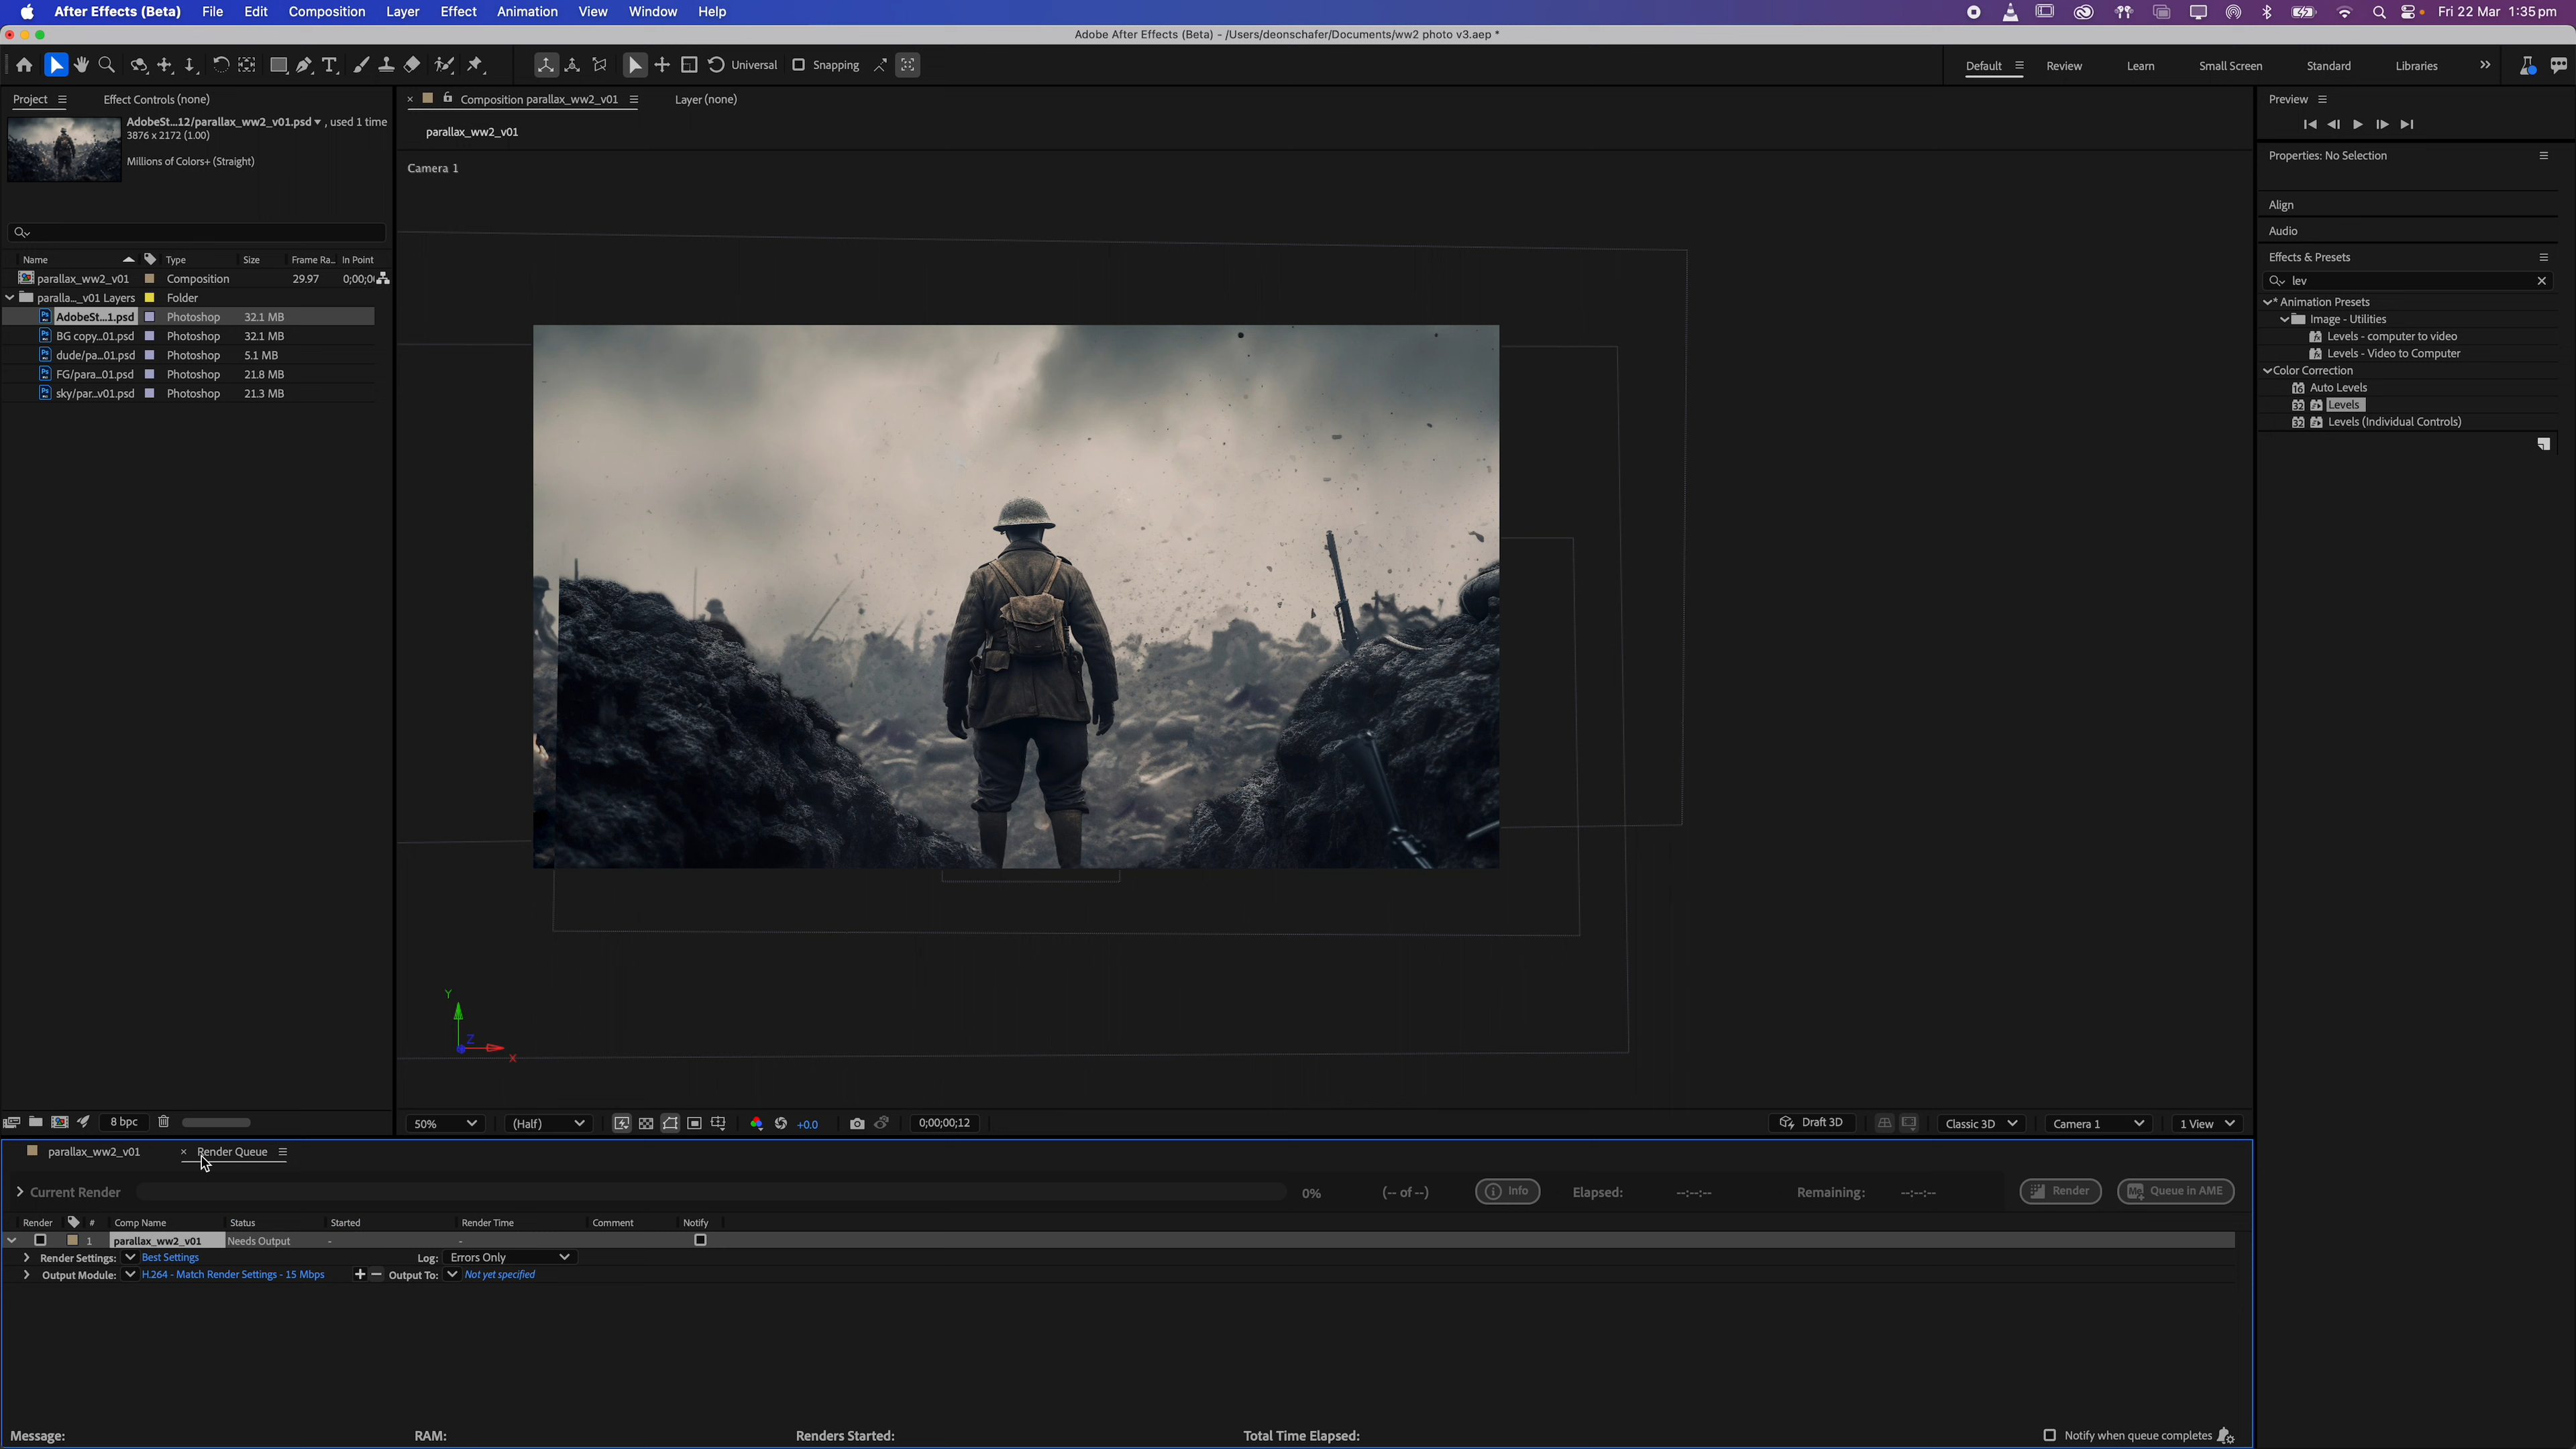 After Effects (Beta) File Edit Composition Layer Effect Animation View Window Help Fri 22 Mar 1:35 pm
Adobe After Effects (Beta) - /Users/deonschafer/Documents/ww2 photo v3.aep *
Universal Snapping Default Review Learn Small Screen Standard Libraries
Project Effect Controls (none) Composition parallax_ww2_v01 Layer (none) Preview
AdobeSt...12/parallax_ww2_v01.psd , used 1 time
3876 x 2172 (1.00)
parallax_ww2_v01
Millions of Colors+ (Straight)
Properties: No Selection
Camera 1
Align
Audio
Effects & Presets
lev
Name Type Size Frame Ra... In Point
parallax_ww2_v01 Composition 29.97 0;00;0
paralla..._v01 Layers Folder
AdobeSt...1.psd Photoshop 32.1 MB
BG copy...01.psd Photoshop 32.1 MB
dude/pa...01.psd Photoshop 5.1 MB
FG/para...01.psd Photoshop 21.8 MB
sky/par...v01.psd Photoshop 21.3 MB
* Animation Presets
Image - Utilities
Levels - computer to video
Levels - Video to Computer
Color Correction
16 Auto Levels
32 Levels
32 Levels (Individual Controls)
Y
Z
X
8 bpc 50% (Half) +0.0 0;00;00;12 Draft 3D Classic 3D Camera 1 1 View
parallax_ww2_v01 Render Queue
Current Render 0% (-- of --) Info Elapsed: --:--:-- Remaining: --:--:-- Render Queue in AME
Render # Comp Name Status Started Render Time Comment Notify
1 parallax_ww2_v01 Needs Output - -
Render Settings: Best Settings Log: Errors Only
Output Module: H.264 - Match Render Settings - 15 Mbps Output To: Not yet specified
Message: RAM: Renders Started: Total Time Elapsed: Notify when queue completes